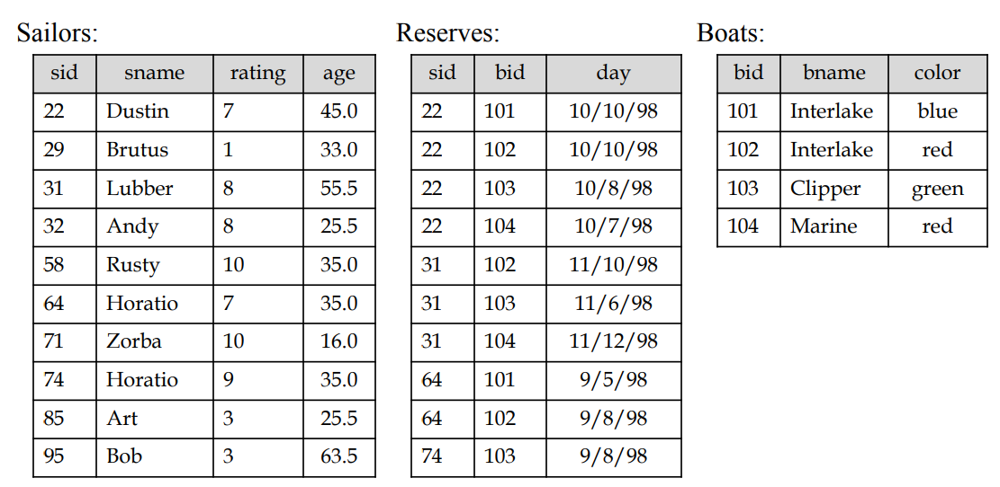 Sailors:
sid sname rating age
22 Dustin 7 45.0
29 Brutus 1 33.0
31 Lubber 8 55.5
32 Andy 8 25.5
58 Rusty 10 35.0
64 Horatio 7 35.0
71 Zorba 10 16.0
74 Horatio 9 35.0
85 Art 3 25.5
95 Bob 3 63.5
Reserves:
sid bid day
22 101 10/10/98
22 102 10/10/98
22 103 10/8/98
22 104 10/7/98
31 102 11/10/98
31 103 11/6/98
31 104 11/12/98
64 101 9/5/98
64 102 9/8/98
74 103 9/8/98
Boats:
bid bname color
101 Interlake blue
102 Interlake red
103 Clipper green
104 Marine red